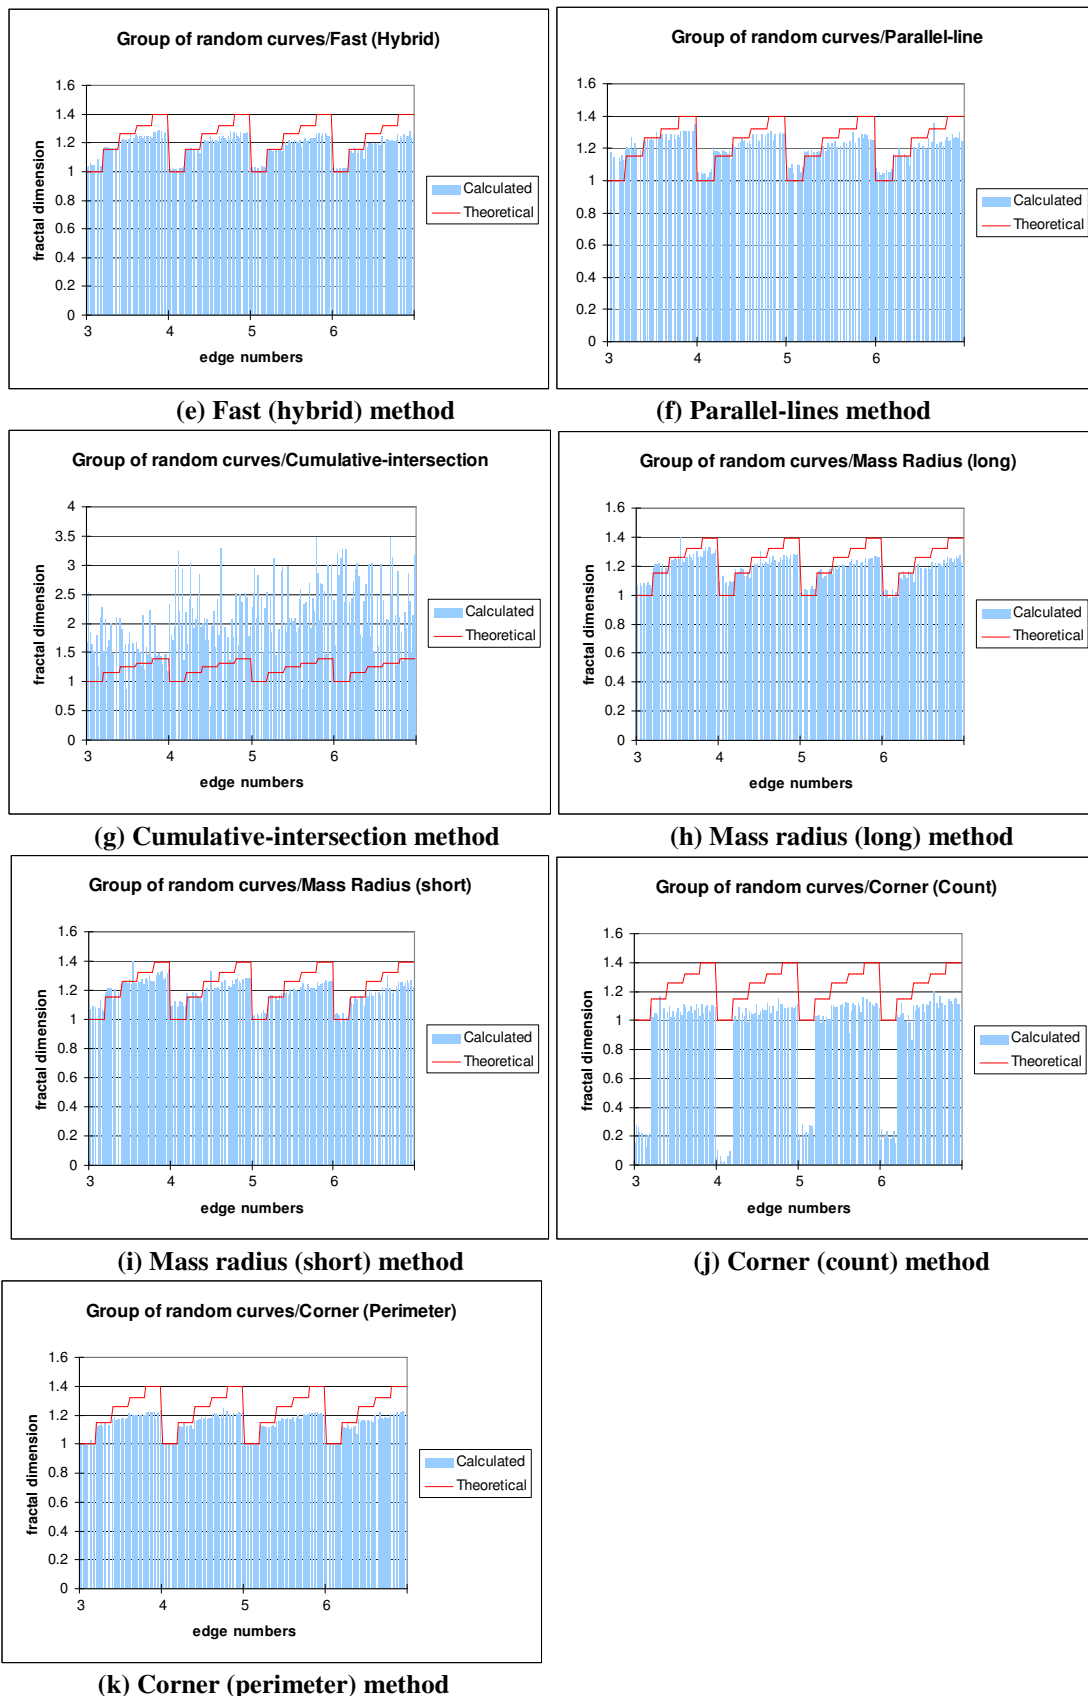 Group of random curves/Fast (Hybrid)
1.6
1.4
1.2
1
0.8
0.6
0.4
0.2
0
fractal dimension
3 4 5 6
edge numbers
Calculated
Theoretical
(e) Fast (hybrid) method
Group of random curves/Parallel-line
1.6
1.4
1.2
1
0.8
0.6
0.4
0.2
0
fractal dimension
3 4 5 6
edge numbers
Calculated
Theoretical
(f) Parallel-lines method
Group of random curves/Cumulative-intersection
4
3.5
3
2.5
2
1.5
1
0.5
0
fractal dimension
3 4 5 6
edge numbers
Calculated
Theoretical
(g) Cumulative-intersection method
Group of random curves/Mass Radius (long)
1.6
1.4
1.2
1
0.8
0.6
0.4
0.2
0
fractal dimension
3 4 5 6
edge numbers
Calculated
Theoretical
(h) Mass radius (long) method
Group of random curves/Mass Radius (short)
1.6
1.4
1.2
1
0.8
0.6
0.4
0.2
0
fractal dimension
3 4 5 6
edge numbers
Calculated
Theoretical
(i) Mass radius (short) method
Group of random curves/Corner (Count)
1.6
1.4
1.2
1
0.8
0.6
0.4
0.2
0
fractal dimension
3 4 5 6
edge numbers
Calculated
Theoretical
(j) Corner (count) method
Group of random curves/Corner (Perimeter)
1.6
1.4
1.2
1
0.8
0.6
0.4
0.2
0
fractal dimension
3 4 5 6
edge numbers
Calculated
Theoretical
(k) Corner (perimeter) method